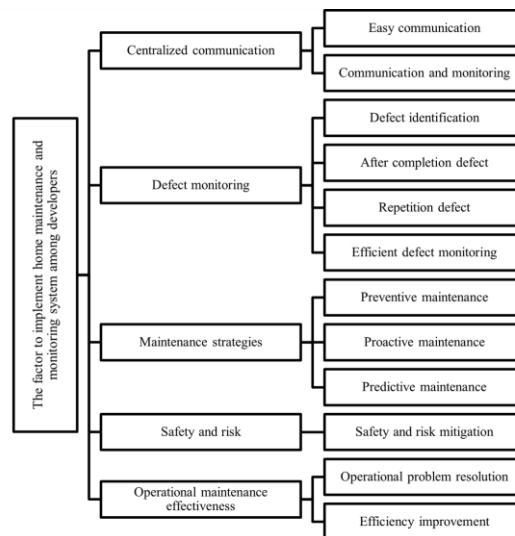 The factor to implement home maintenance and
monitoring system among developers
Centralized communication
Easy communication
Communication and monitoring
Defect monitoring
Defect identification
After completion defect
Repetition defect
Efficient defect monitoring
Maintenance strategies
Preventive maintenance
Proactive maintenance
Predictive maintenance
Safety and risk
Safety and risk mitigation
Operational maintenance
effectiveness
Operational problem resolution
Efficiency improvement